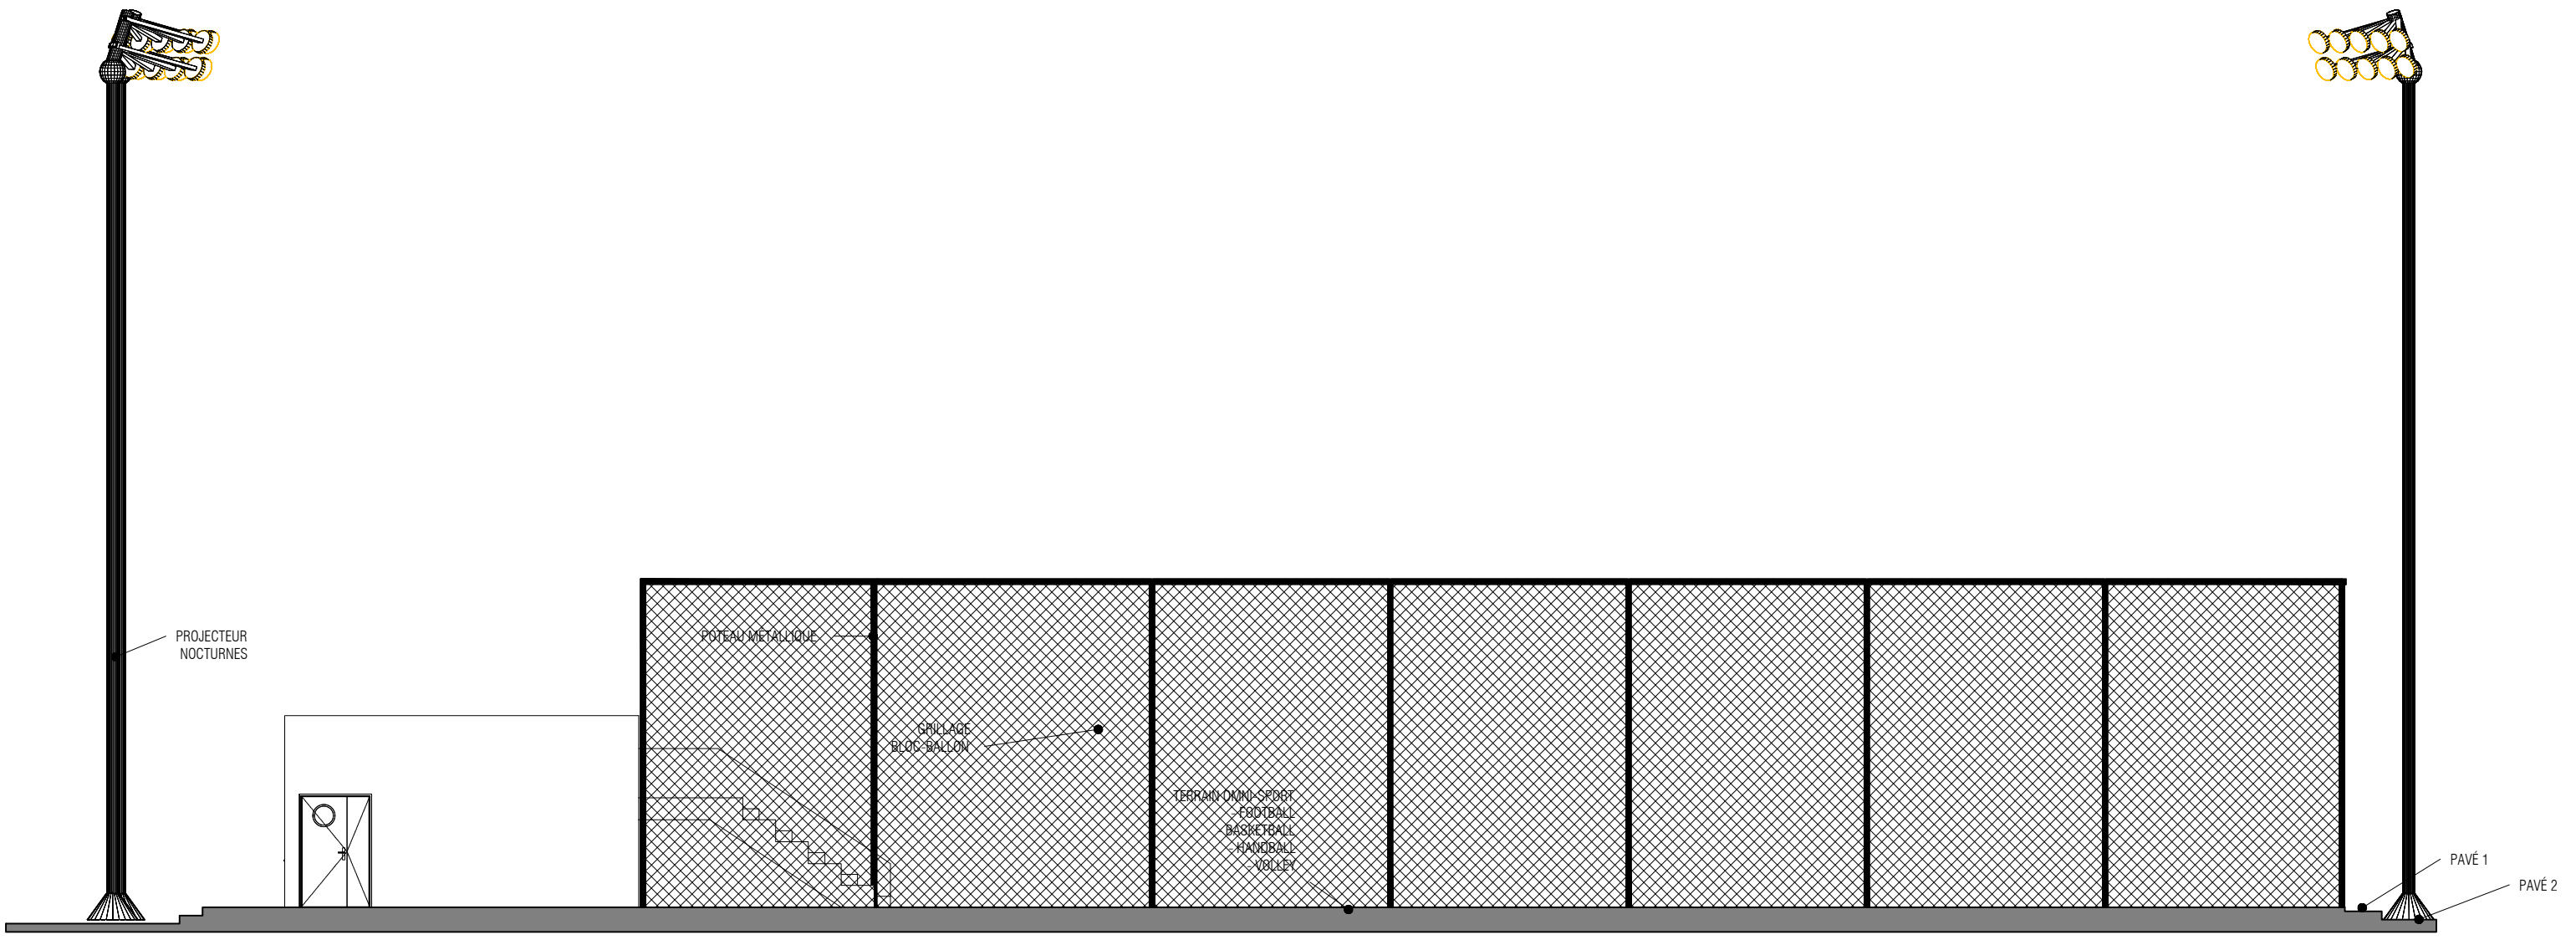 PROJECTEUR
NOCTURNES
POTEAU MÉTALLIQUE
GRILLAGE
BLOC-BALLON
TERRAIN OMNI-SPORT
- FOOTBALL
- BASKETBALL
- HANDBALL
- VOLLEY
PAVÉ 1
PAVÉ 2